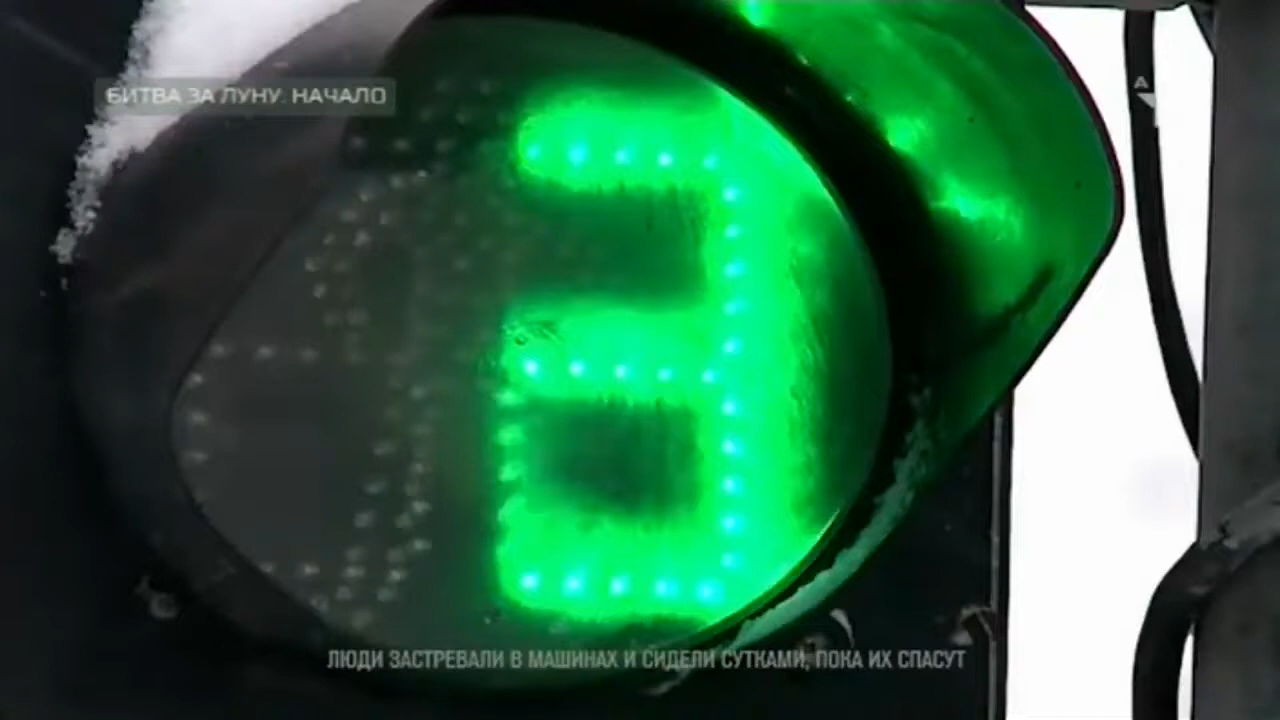 БИТВА ЗА ЛУНУ. НАЧАЛО
3
ЛЮДИ ЗАСТРЕВАЛИ В МАШИНАХ И СИДЕЛИ СУТКАМИ, ПОКА ИХ СПАСУТ